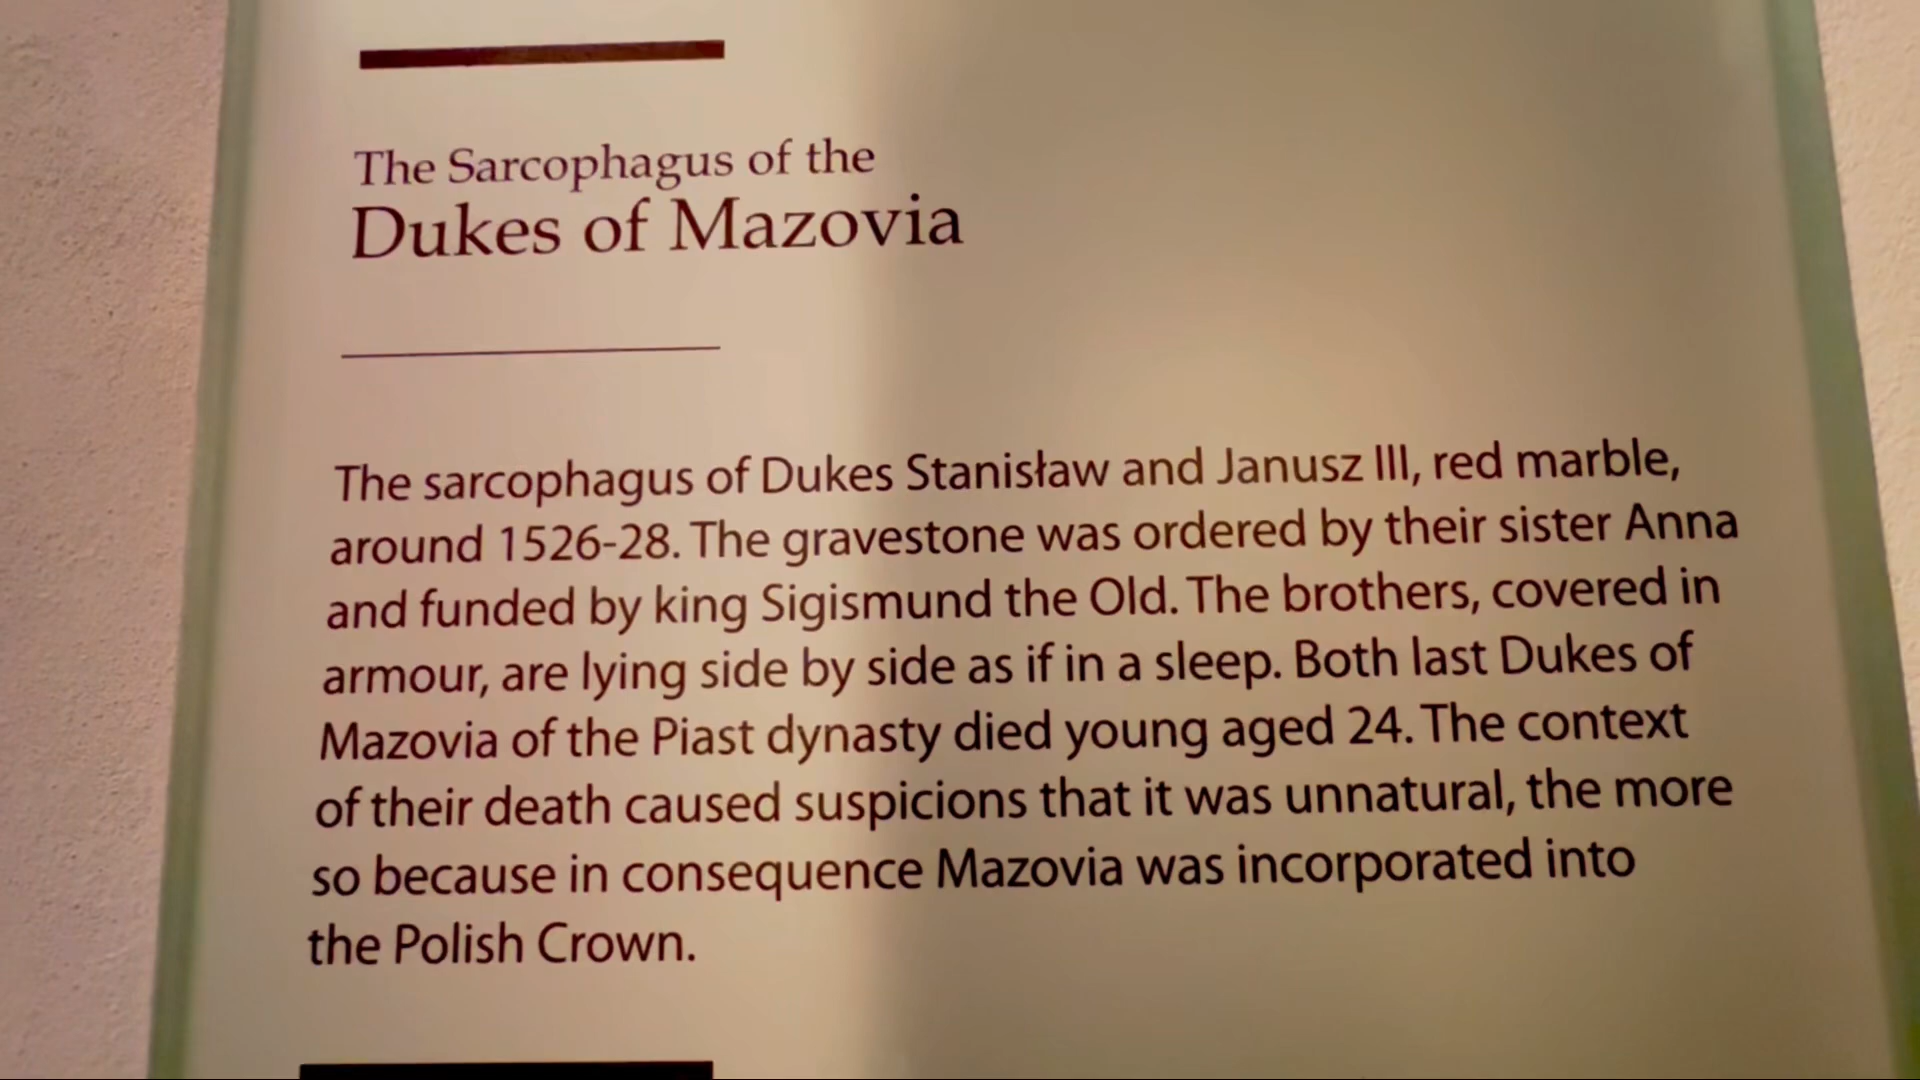 The Sarcophagus of the
Dukes of Mazovia
The sarcophagus of Dukes Stanisław and Janusz III, red marble,
around 1526-28. The gravestone was ordered by their sister Anna
and funded by king Sigismund the Old. The brothers, covered in
armour, are lying side by side as if in a sleep. Both last Dukes of
Mazovia of the Piast dynasty died young aged 24. The context
of their death caused suspicions that it was unnatural, the more
so because in consequence Mazovia was incorporated into
the Polish Crown.